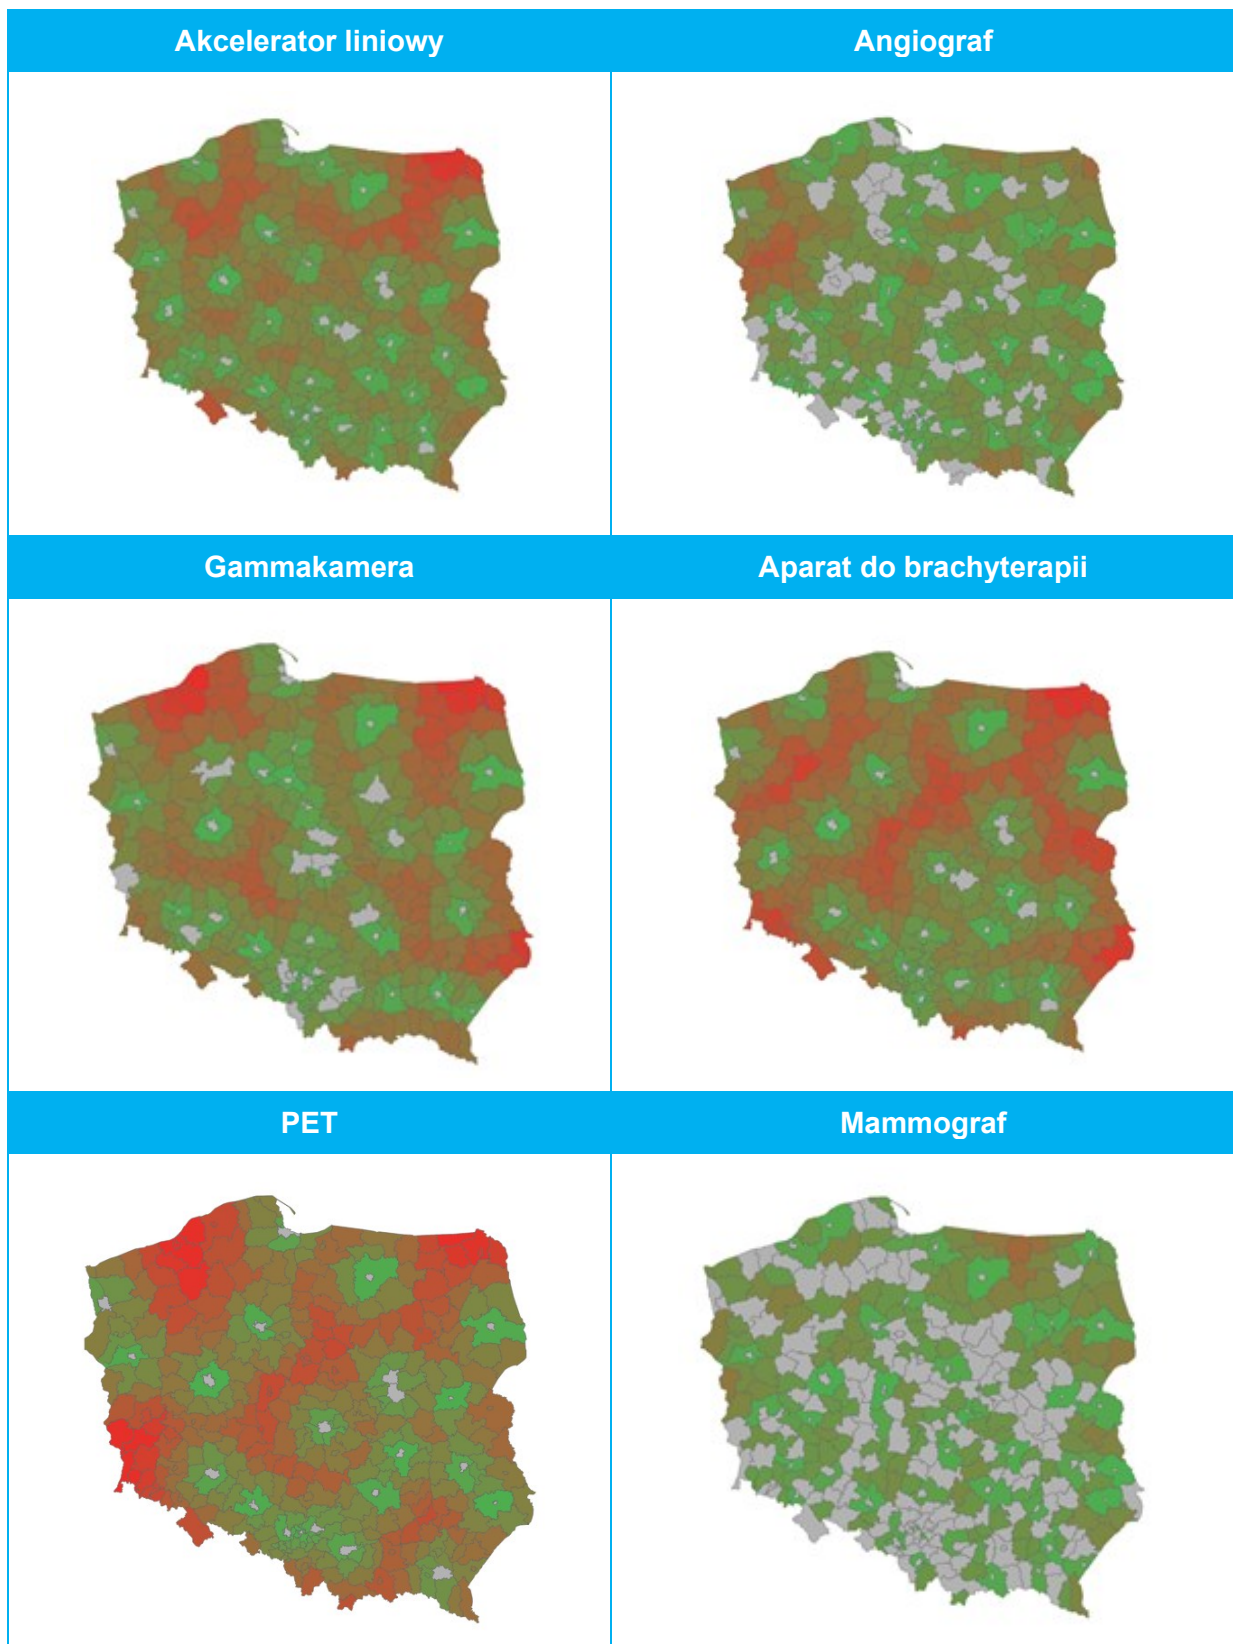 Akcelerator liniowy
Angiograf
Gammakamera
Aparat do brachyterapii
PET
Mammograf